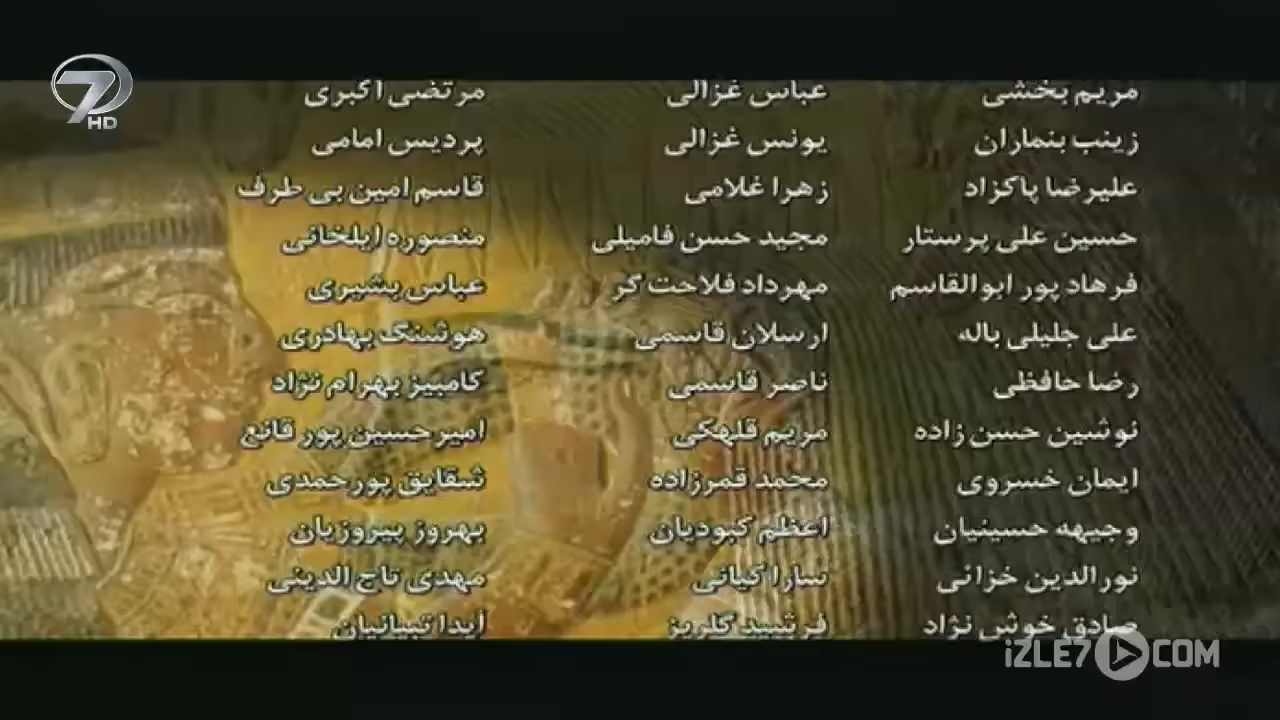 7
HD
مریم بخشی عباس غزالی مرتضی اکبری
زینب بنماران یونس غزالی پردیس امامی
علیرضا پاکزاد زهرا غلامی قاسم امین بی طرف
حسین علی پرستار مجید حسن فامیلی منصوره ایلخانی
فرهاد پور ابوالقاسم مهرداد فلاحت گر عباس بشیری
علی جلیلی باله ارسلان قاسمی هوشنگ بهادری
رضا حافظی ناصر قاسمی کامبیز بهرام نژاد
نوشین حسن زاده مریم قلهکی امیرحسین پور قانع
ایمان خسروی محمد قمرزاده شقایق پورحمدی
وجیهه حسینیان اعظم کبودیان بهروز پیروزیان
نورالدین خزانی سارا کیانی مهدی تاج الدینی
صادق خوش نژاد فرشید گلریز آیدا تبیانیان
iZLE7 COM